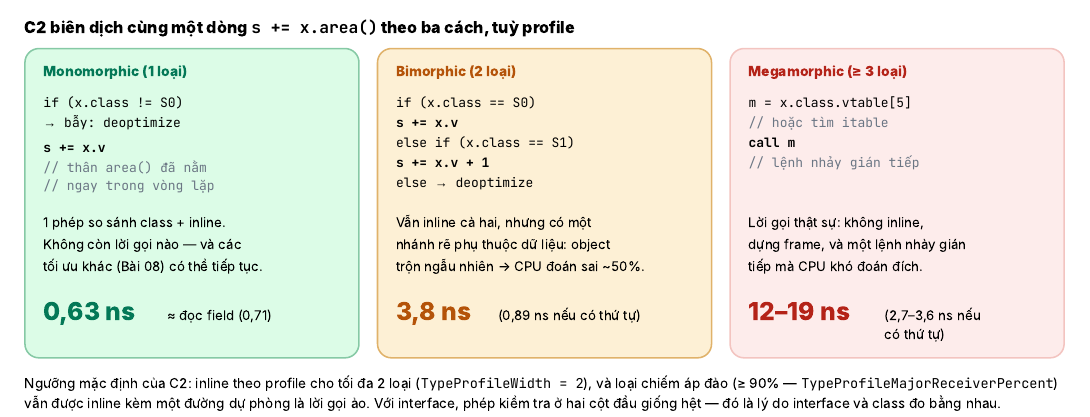 C2 biên dịch cùng một dòng s += x.area() theo ba cách, tuỳ profile
Monomorphic (1 loại)
if (x.class != S0)
→ bẫy: deoptimize
s += x.v
// thân area() đã nằm
// ngay trong vòng lặp
1 phép so sánh class + inline.
Không còn lời gọi nào — và các
tối ưu khác (Bài 08) có thể tiếp tục.
0,63 ns ≈ đọc field (0,71)
Bimorphic (2 loại)
if (x.class == S0)
s += x.v
else if (x.class == S1)
s += x.v + 1
else → deoptimize
Vẫn inline cả hai, nhưng có một
nhánh rẽ phụ thuộc dữ liệu: object
trộn ngẫu nhiên → CPU đoán sai ~50%.
3,8 ns (0,89 ns nếu có thứ tự)
Megamorphic (≥ 3 loại)
m = x.class.vtable[5]
// hoặc tìm itable
call m
// lệnh nhảy gián tiếp
Lời gọi thật sự: không inline,
dựng frame, và một lệnh nhảy gián
tiếp mà CPU khó đoán đích.
12–19 ns (2,7–3,6 ns nếu
có thứ tự)
Ngưỡng mặc định của C2: inline theo profile cho tối đa 2 loại (TypeProfileWidth = 2), và loại chiếm áp đảo (≥ 90% — TypeProfileMajorReceiverPercent)
vẫn được inline kèm một đường dự phòng là lời gọi ảo. Với interface, phép kiểm tra ở hai cột đầu giống hệt — đó là lý do interface và class đo bằng nhau.